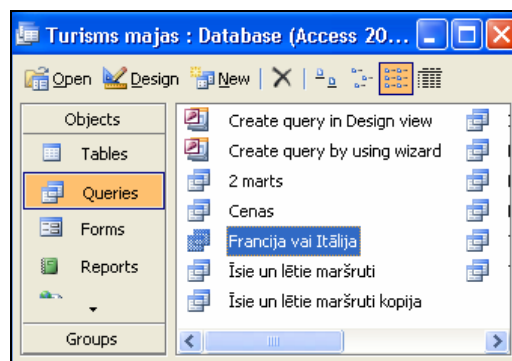 Turisms majas : Database (Access 20...
Open Design New
Objects
Tables
Queries
Forms
Reports
Groups
Create query in Design view
Create query by using wizard
2 marts
Cenas
Francija vai Itālija
Īsie un lētie maršruti
Īsie un lētie maršruti kopija